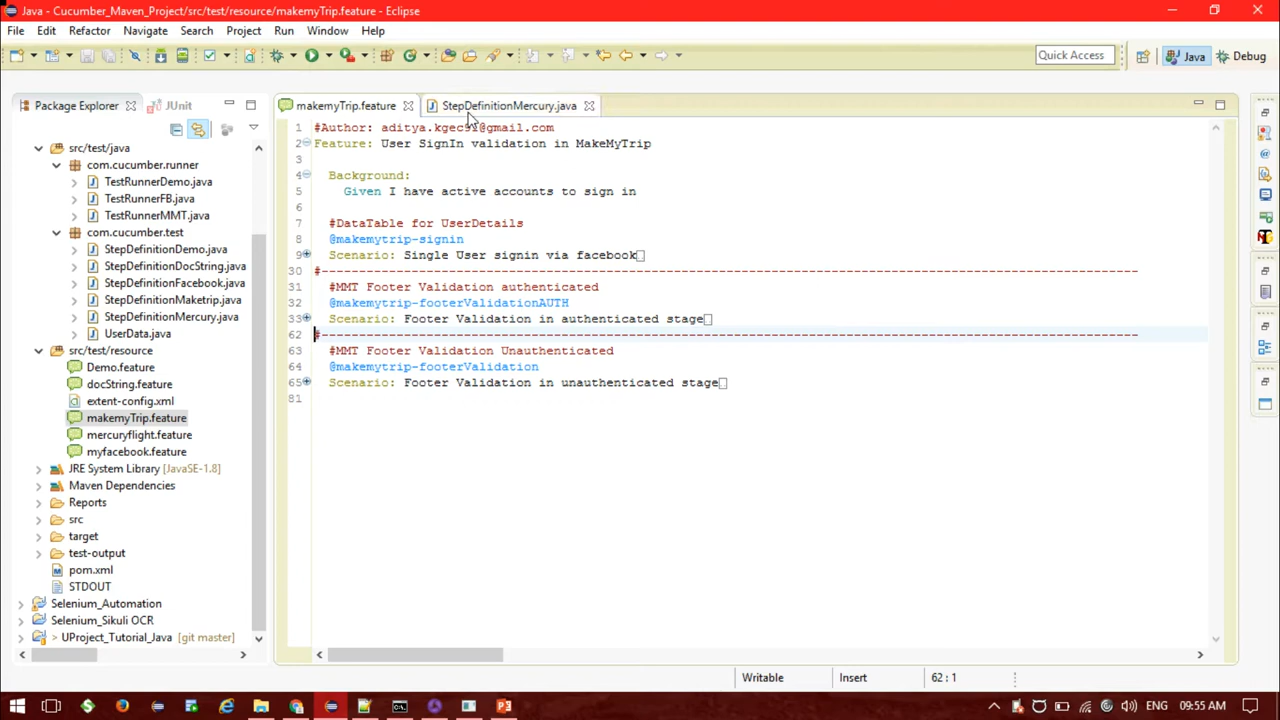 Java - Cucumber_Maven_Project/src/test/resource/makemyTrip.feature - Eclipse
File Edit Refactor Navigate Search Project Run Window Help
Quick Access Java Debug
Package Explorer JUnit
makemyTrip.feature StepDefinitionMercury.java
src/test/java
com.cucumber.runner
TestRunnerDemo.java
TestRunnerFB.java
TestRunnerMMT.java
com.cucumber.test
StepDefinitionDemo.java
StepDefinitionDocString.java
StepDefinitionFacebook.java
StepDefinitionMaketrip.java
StepDefinitionMercury.java
UserData.java
src/test/resource
Demo.feature
docString.feature
extent-config.xml
makemyTrip.feature
mercuryflight.feature
myfacebook.feature
JRE System Library [JavaSE-1.8]
Maven Dependencies
Reports
src
target
test-output
pom.xml
STDOUT
Selenium_Automation
Selenium_Sikuli OCR
> UProject_Tutorial_Java [git master]
1 #Author:
2 Feature: User SignIn validation in MakeMyTrip
3
4 Background:
5 Given I have active accounts to sign in
6
7 #DataTable for UserDetails
8 @makemytrip-signin
9 Scenario: Single User signin via facebook
30 #--------------------------------------------------------------------------------------------------------------
31 #MMT Footer Validation authenticated
32 @makemytrip-footerValidationAUTH
33 Scenario: Footer Validation in authenticated stage
62 #--------------------------------------------------------------------------------------------------------------
63 #MMT Footer Validation Unauthenticated
64 @makemytrip-footerValidation
65 Scenario: Footer Validation in unauthenticated stage
81
Writable Insert 62 : 1
ENG 09:55 AM